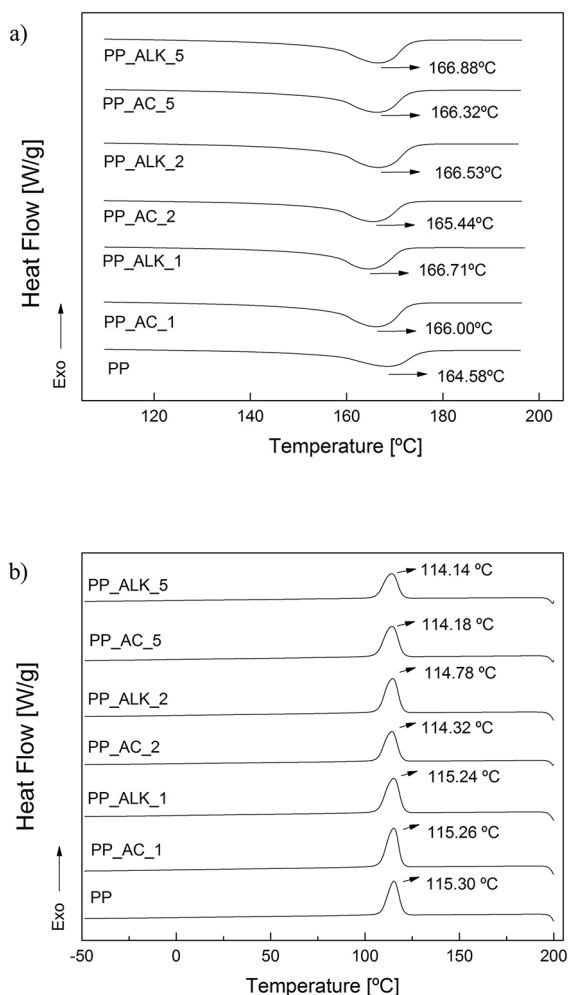 a)
PP_ALK_5
166.88ºC
PP_AC_5
166.32ºC
PP_ALK_2
166.53ºC
PP_AC_2
165.44ºC
PP_ALK_1
166.71ºC
PP_AC_1
166.00ºC
PP
164.58ºC
Heat Flow [W/g]
Exo
120 140 160 180 200
Temperature [ºC]
b)
PP_ALK_5
114.14 ºC
PP_AC_5
114.18 ºC
PP_ALK_2
114.78 ºC
PP_AC_2
114.32 ºC
PP_ALK_1
115.24 ºC
PP_AC_1
115.26 ºC
PP
115.30 ºC
Heat Flow [W/g]
Exo
-50 0 50 100 150 200
Temperature [ºC]